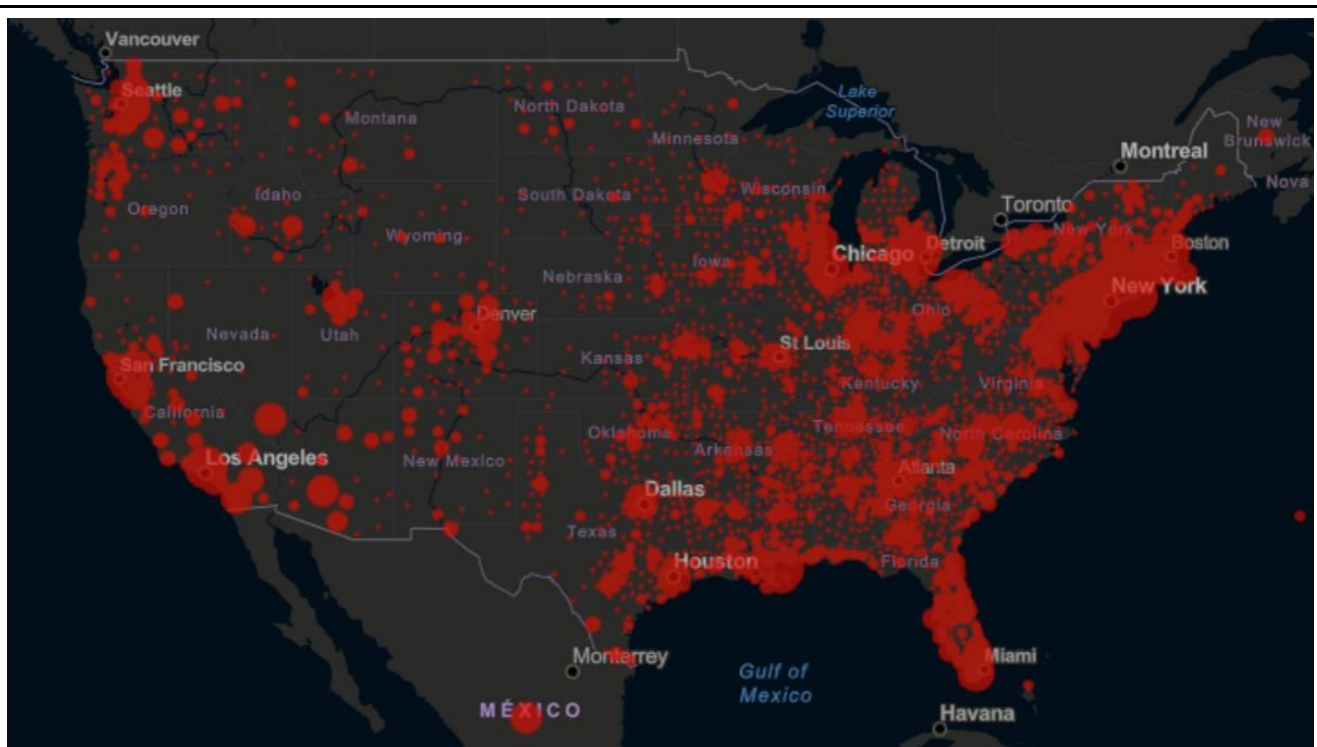 Vancouver
Seattle
Montana
North Dakota
Lake
Superior
Minnesota
New
Brunswick
Montreal
Nova
Idaho
South Dakota
Wisconsin
Oregon
Toronto
Wyoming
New York
Boston
Detroit
Chicago
Iowa
Nebraska
New York
Ohio
Denver
Nevada
Utah
St Louis
Kansas
San Francisco
Kentucky
Virginia
California
Tennessee
Oklahoma
North Carolina
Arkansas
Los Angeles
New Mexico
Atlanta
Dallas
Georgia
Texas
Houston
Florida
Monterrey
Miami
Gulf of
Mexico
MÉXICO
Havana